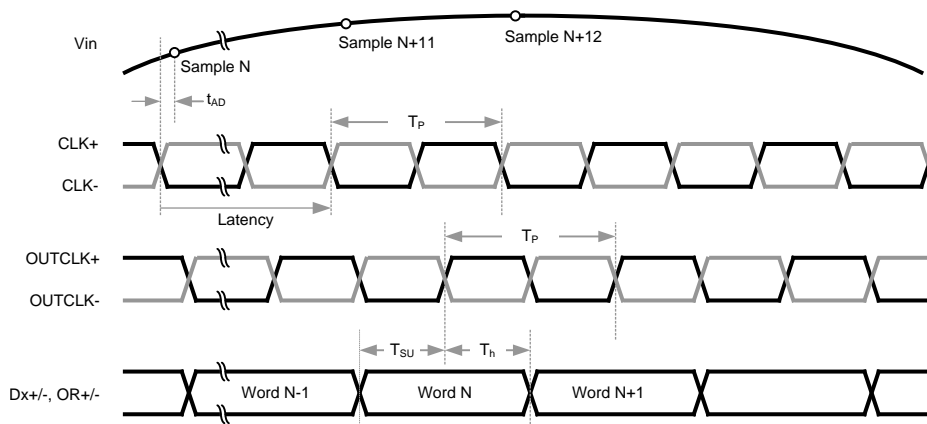 Vin
Sample N
Sample N+11
Sample N+12
tAD
TP
CLK+
CLK-
Latency
TP
OUTCLK+
OUTCLK-
TSU
Th
Dx+/-, OR+/-
Word N-1
Word N
Word N+1